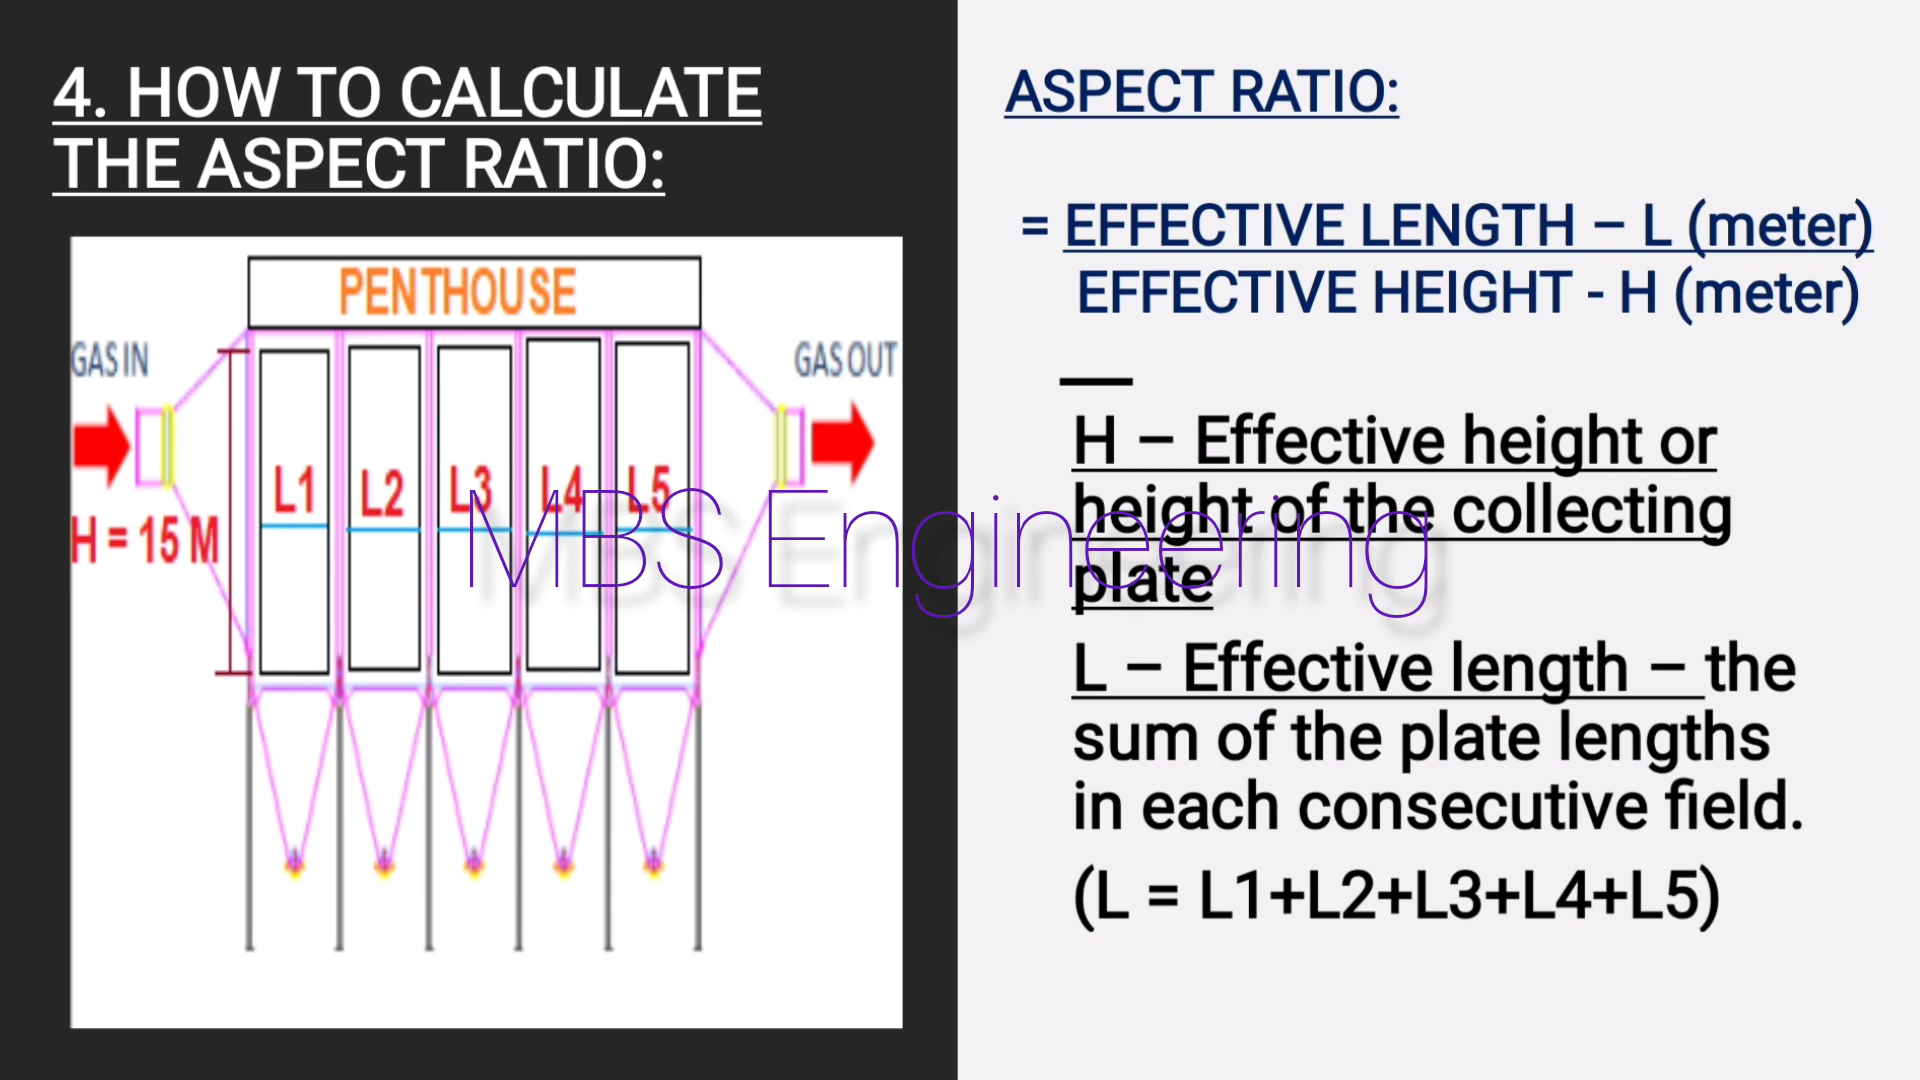 4. HOW TO CALCULATE
THE ASPECT RATIO:
PENTHOUSE
GAS IN
GAS OUT
L1
L2
L3
L4
L5
H = 15 M
ASPECT RATIO:
= EFFECTIVE LENGTH – L (meter)
EFFECTIVE HEIGHT - H (meter)
H – Effective height or
height of the collecting
plate
L – Effective length – the
sum of the plate lengths
in each consecutive field.
(L = L1+L2+L3+L4+L5)
MBS Engineering